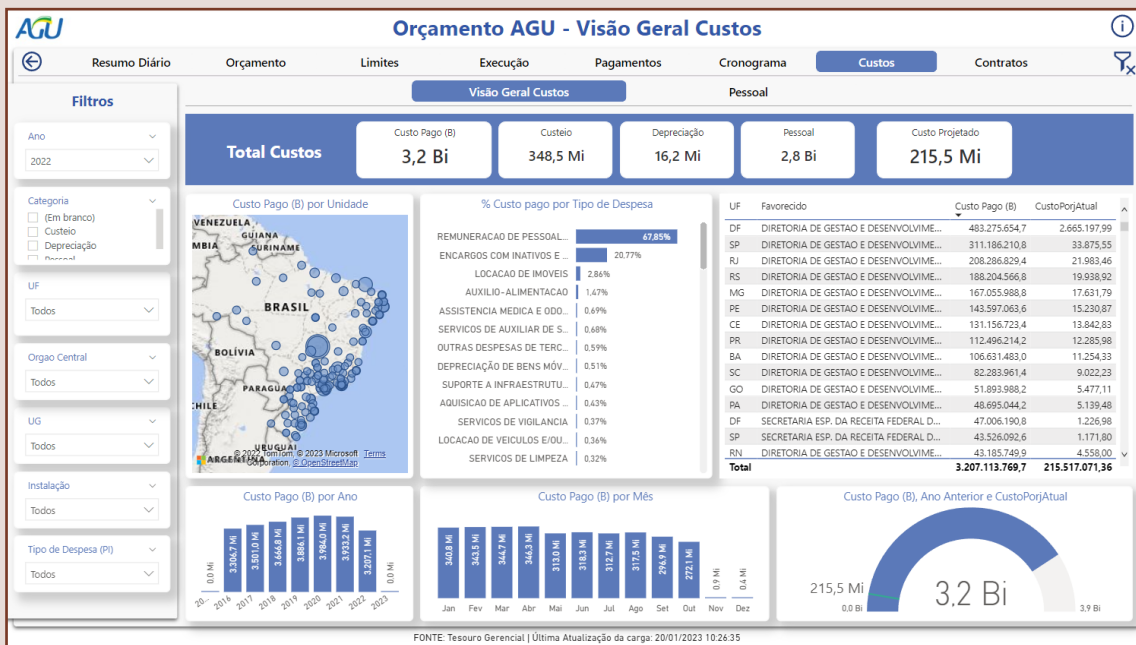 AGU
Orçamento AGU - Visão Geral Custos
Resumo Diário Orçamento Limites Execução Pagamentos Cronograma Custos Contratos
Visão Geral Custos Pessoal
Filtros
Ano
2022
Categoria
(Em branco)
Custeio
Depreciação
Pessoal
UF
Todos
Orgao Central
Todos
UG
Todos
Instalação
Todos
Tipo de Despesa (PI)
Todos
Total Custos
Custo Pago (B)
3,2 Bi
Custeio
348,5 Mi
Depreciação
16,2 Mi
Pessoal
2,8 Bi
Custo Projetado
215,5 Mi
Custo Pago (B) por Unidade
VENEZUELA
GUIANA
MBIA SURINAME
BRASIL
BOLÍVIA
PARAGUA
CHILE
URUGUAI
ARGENTINA
© 2022 TomTom, © 2023 Microsoft Terms
Corporation, © OpenStreetMap
% Custo pago por Tipo de Despesa
REMUNERACAO DE PESSOAL... 67,85%
ENCARGOS COM INATIVOS E ... 20,77%
LOCACAO DE IMOVEIS 2,86%
AUXILIO-ALIMENTACAO 1,47%
ASSISTENCIA MEDICA E ODO... 0,69%
SERVICOS DE AUXILIAR DE S... 0,68%
OUTRAS DESPESAS DE TERC... 0,59%
DEPRECIAÇÃO DE BENS MÓV... 0,51%
SUPORTE A INFRAESTRUTU... 0,47%
AQUISICAO DE APLICATIVOS ... 0,43%
SERVICOS DE VIGILANCIA 0,37%
LOCACAO DE VEICULOS E/OU... 0,36%
SERVICOS DE LIMPEZA 0,32%
UF Favorecido Custo Pago (B) CustoPorjAtual
DF DIRETORIA DE GESTAO E DESENVOLVIME... 483.275.654,7 2.665.197,99
SP DIRETORIA DE GESTAO E DESENVOLVIME... 311.186.210,8 33.875,55
RJ DIRETORIA DE GESTAO E DESENVOLVIME... 208.286.829,4 21.983,46
RS DIRETORIA DE GESTAO E DESENVOLVIME... 188.204.566,8 19.938,92
MG DIRETORIA DE GESTAO E DESENVOLVIME... 167.055.988,8 17.631,79
PE DIRETORIA DE GESTAO E DESENVOLVIME... 143.597.063,6 15.230,87
CE DIRETORIA DE GESTAO E DESENVOLVIME... 131.156.723,4 13.842,83
PR DIRETORIA DE GESTAO E DESENVOLVIME... 112.496.214,2 12.285,98
BA DIRETORIA DE GESTAO E DESENVOLVIME... 106.631.483,0 11.254,33
SC DIRETORIA DE GESTAO E DESENVOLVIME... 82.283.961,4 9.022,23
GO DIRETORIA DE GESTAO E DESENVOLVIME... 51.893.988,2 5.477,11
PA DIRETORIA DE GESTAO E DESENVOLVIME... 48.695.044,2 5.139,48
DF SECRETARIA ESP. DA RECEITA FEDERAL D... 47.006.190,8 1.226,98
SP SECRETARIA ESP. DA RECEITA FEDERAL D... 43.526.092,6 1.171,80
RN DIRETORIA DE GESTAO E DESENVOLVIME... 43.185.749,9 4.558,00
Total 3.207.113.769,7 215.517.071,36
Custo Pago (B) por Ano
0,0 Mi 3.306,7 Mi 3.501,0 Mi 3.666,8 Mi 3.886,1 Mi 3.984,0 Mi 3.933,2 Mi 3.207,1 Mi 0,0 Mi
20... 2016 2017 2018 2019 2020 2021 2022 2023
Custo Pago (B) por Mês
340,8 Mi 343,5 Mi 344,7 Mi 346,3 Mi 313,0 Mi 318,3 Mi 312,7 Mi 317,5 Mi 296,9 Mi 272,1 Mi 0,9 Mi 0,4 Mi
Jan Fev Mar Abr Mai Jun Jul Ago Set Out Nov Dez
Custo Pago (B), Ano Anterior e CustoPorjAtual
215,5 Mi
0,0 Bi
3,2 Bi
3,9 Bi
FONTE: Tesouro Gerencial | Última Atualização da carga: 20/01/2023 10:26:35